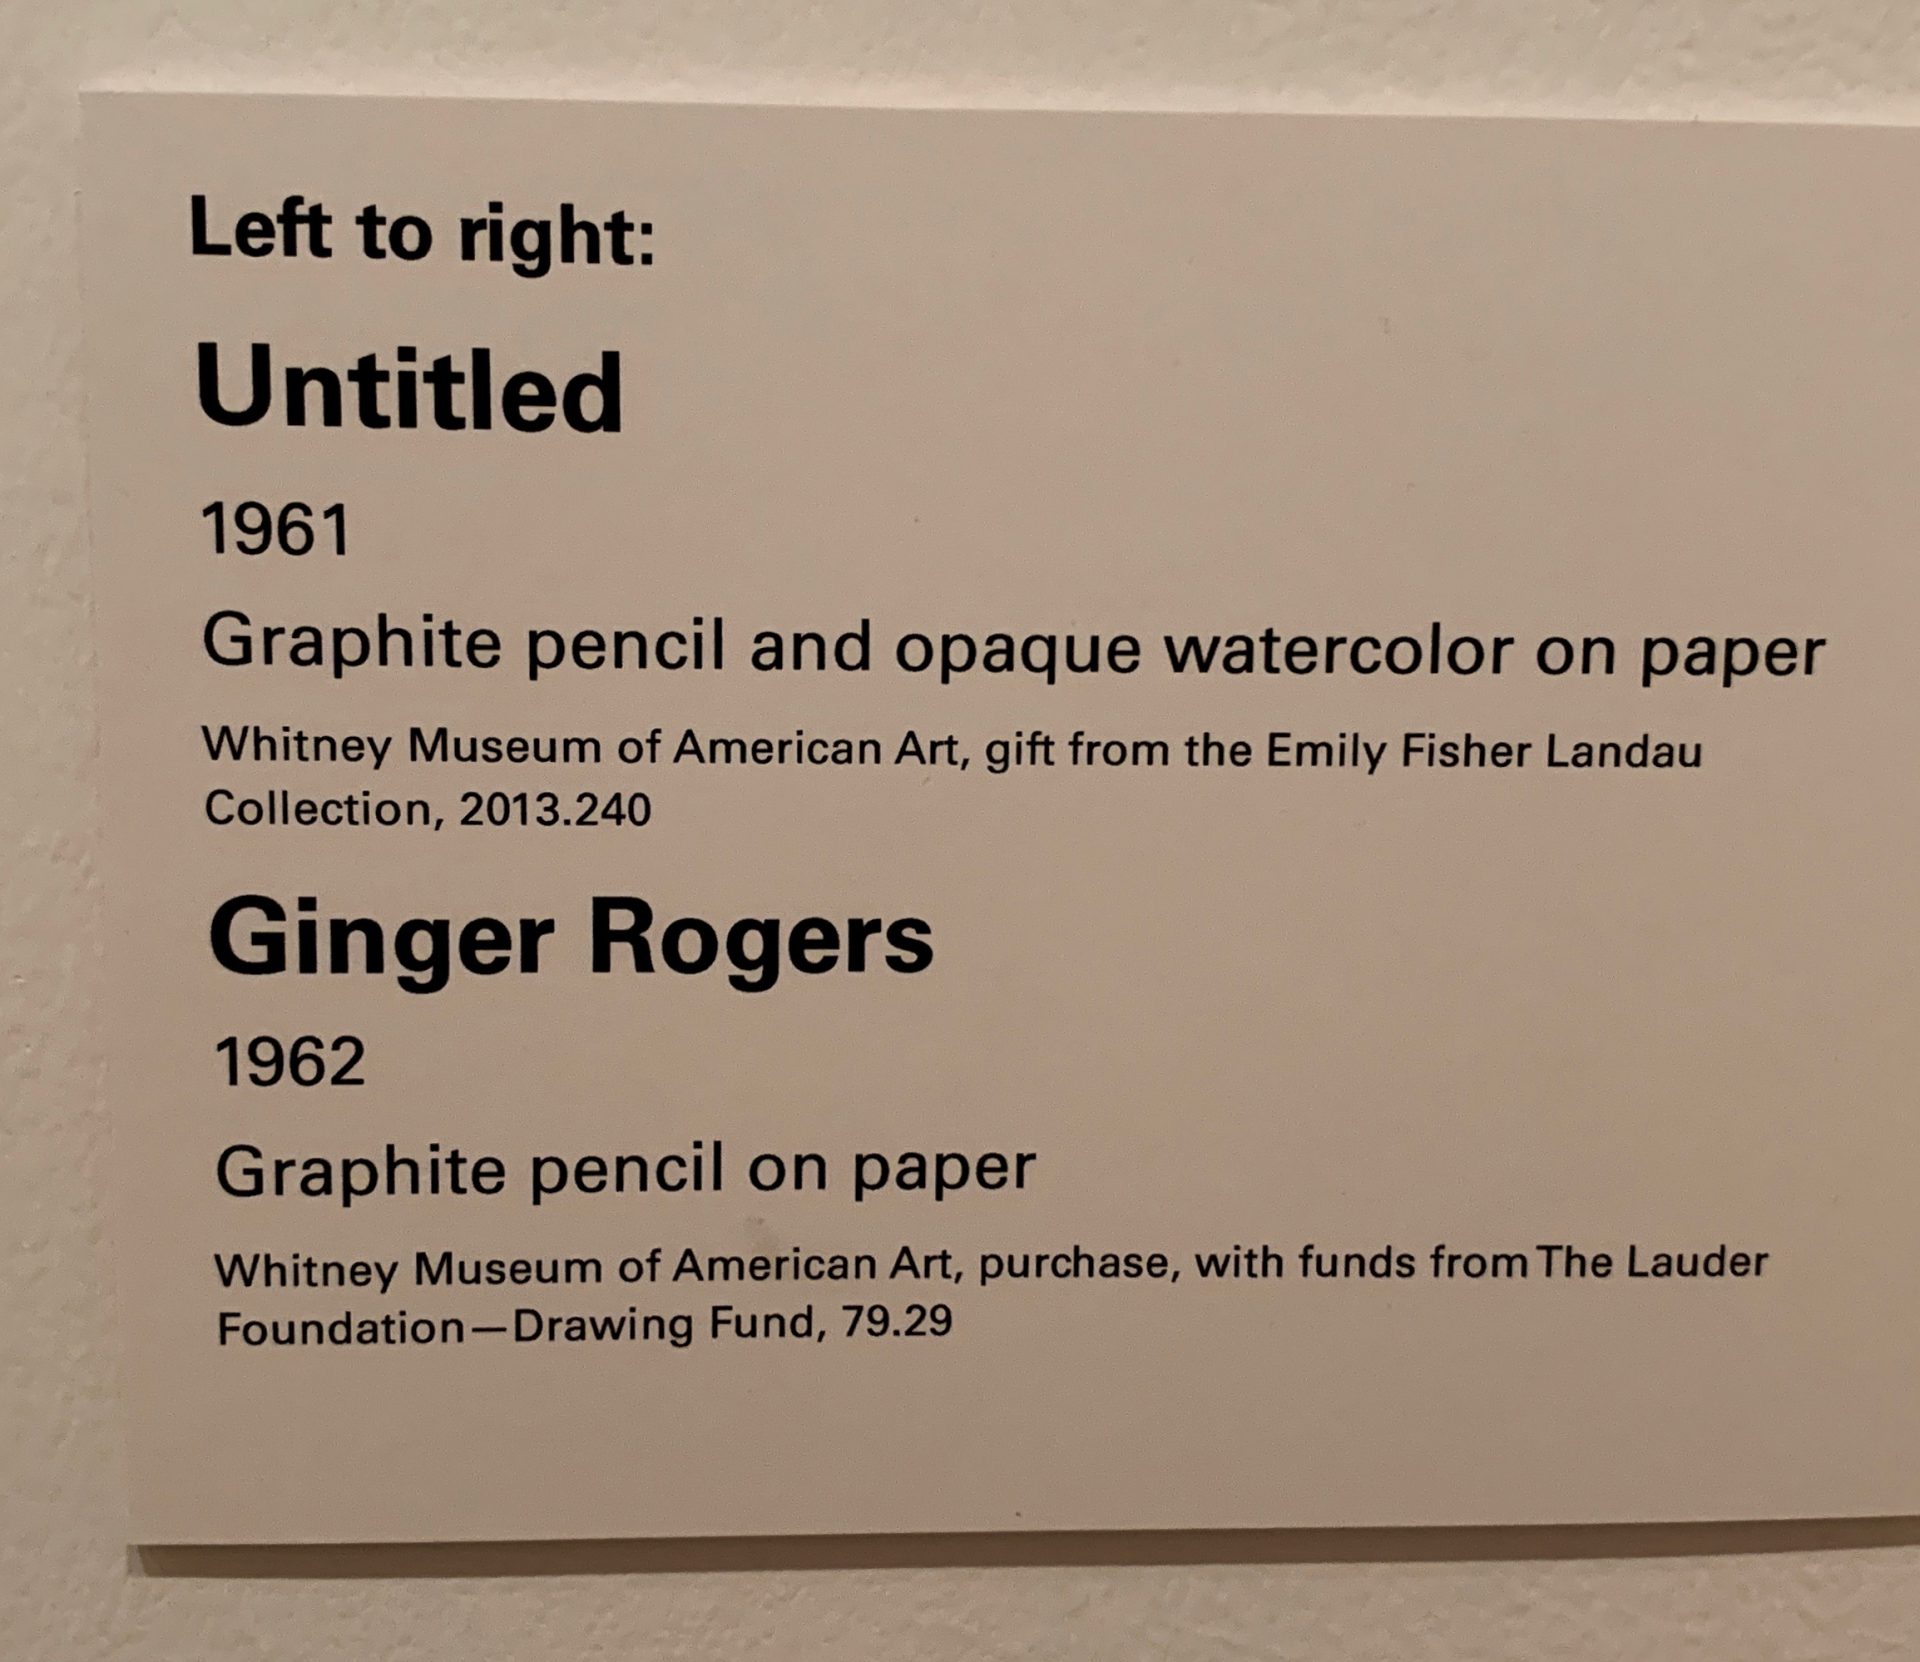 Left to right:
Untitled
1961
Graphite pencil and opaque watercolor on paper
Whitney Museum of American Art, gift from the Emily Fisher Landau
Collection, 2013.240
Ginger Rogers
1962
Graphite pencil on paper
Whitney Museum of American Art, purchase, with funds from The Lauder
Foundation—Drawing Fund, 79.29